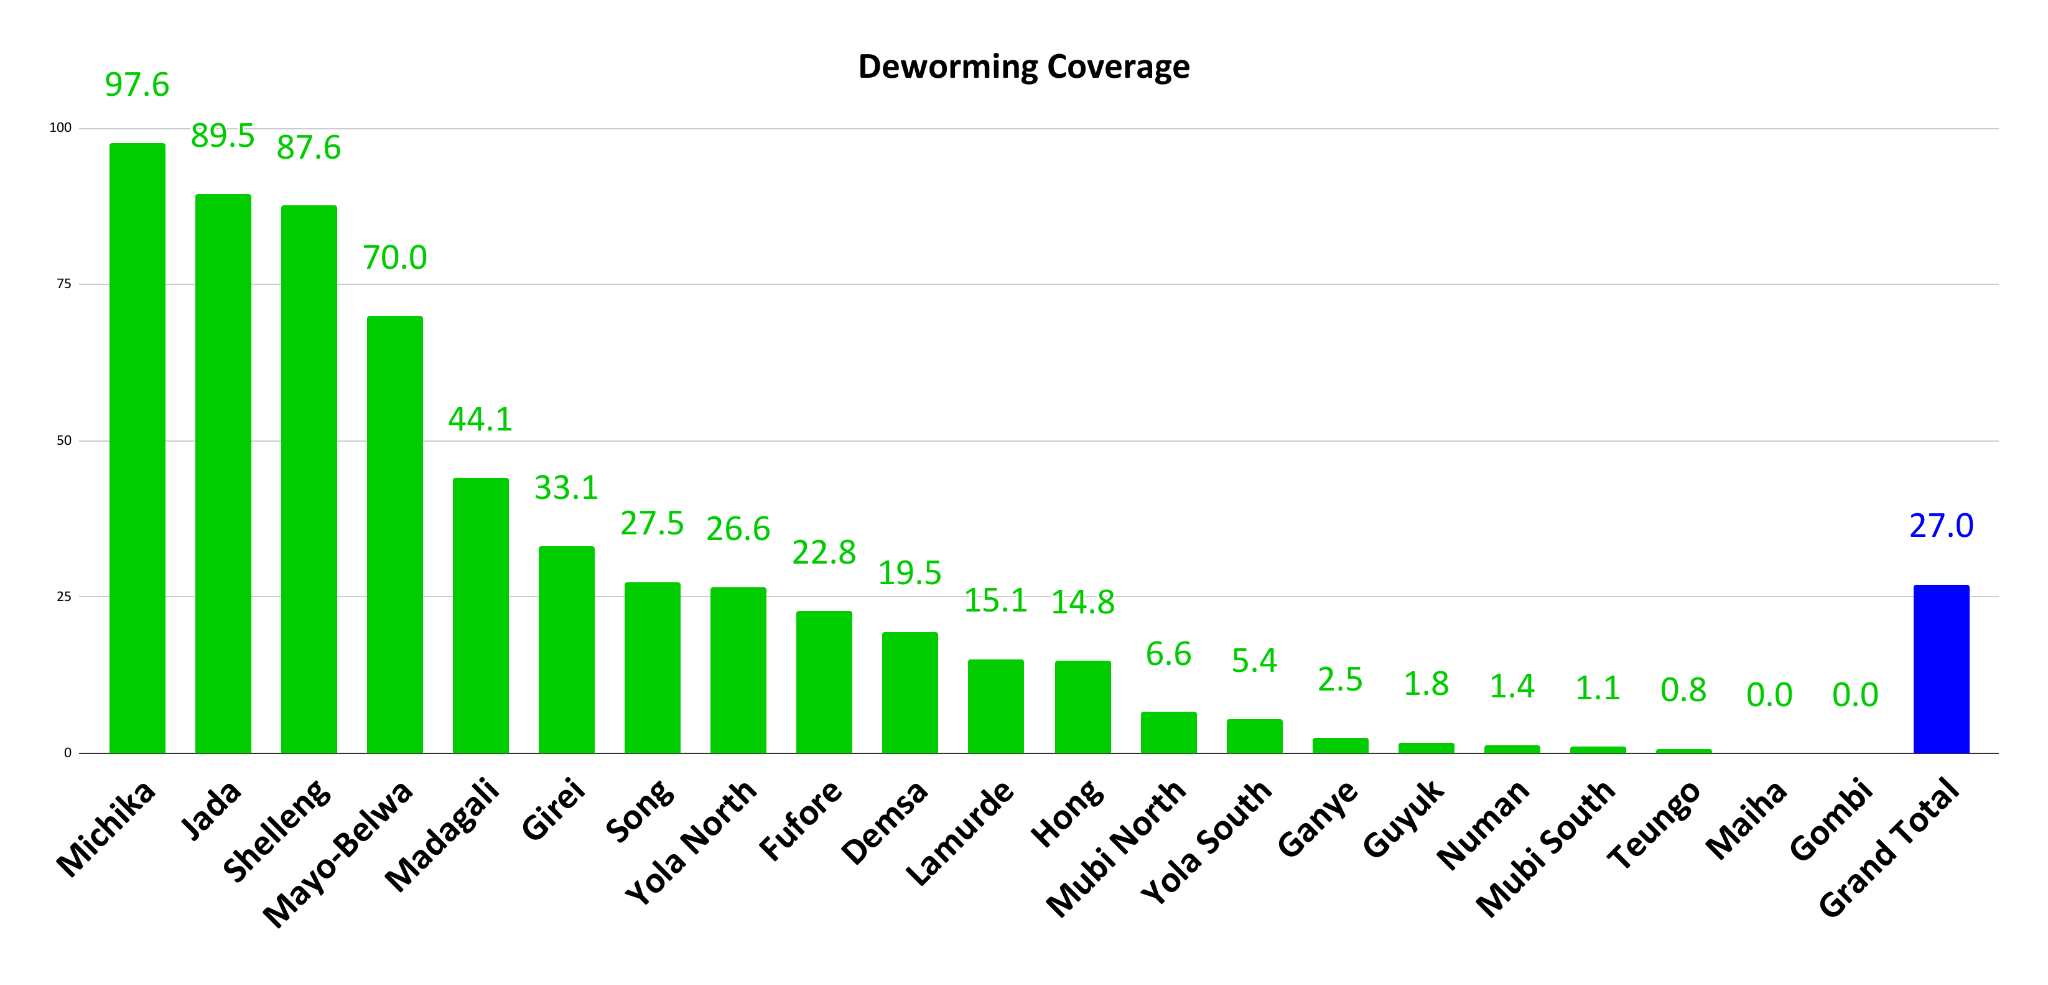 Deworming Coverage
97.6
89.5
87.6
70.0
44.1
33.1
27.5
26.6
22.8
19.5
15.1
14.8
6.6
5.4
2.5
1.8
1.4
1.1
0.8
0.0
0.0
27.0
100
75
50
25
0
Michika
Jada
Shelleng
Mayo-Belwa
Madagali
Girei
Song
Yola North
Fufore
Demsa
Lamurde
Hong
Mubi North
Yola South
Ganye
Guyuk
Numan
Mubi South
Teungo
Maiha
Gombi
Grand Total